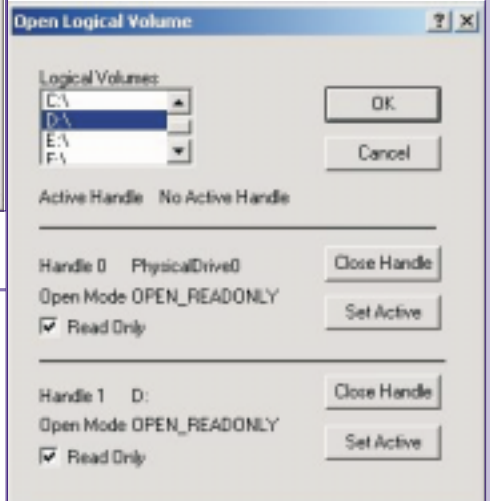 Open Logical Volume
Logical Volumes
C:\
D:\
E:\
F:\
OK
Cancel
Active Handle No Active Handle
Handle 0 PhysicalDrive0
Close Handle
Open Mode OPEN_READONLY
Set Active
Read Only
Handle 1 D:
Close Handle
Open Mode OPEN_READONLY
Set Active
Read Only